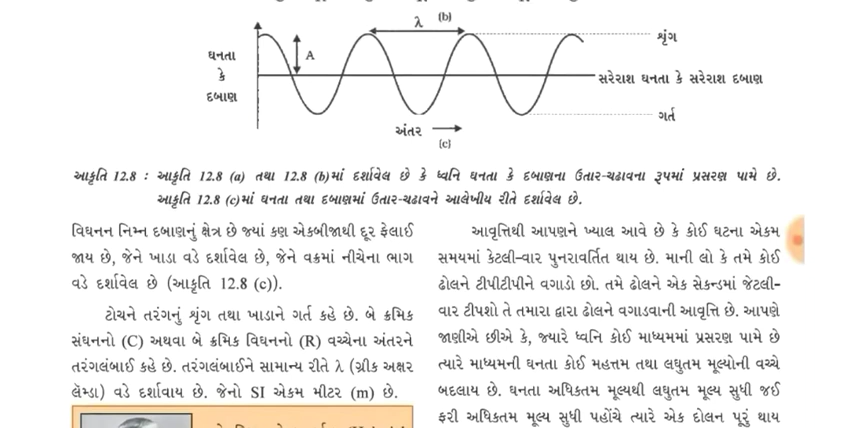 (b)
λ
શૃંગ
ઘનતા
A
કે
સરેરાશ ઘનતા કે સરેરાશ દબાણ
દબાણ
ગર્ત
અંતર
(c)
આકૃતિ 12.8 : આકૃતિ 12.8 (a) તથા 12.8 (b)માં દર્શાવેલ છે કે ધ્વનિ ઘનતા કે દબાણના ઉતાર-ચઢાવના રૂપમાં પ્રસરણ પામે છે.
આકૃતિ 12.8 (c)માં ઘનતા તથા દબાણમાં ઉતાર-ચઢાવને આલેખીય રીતે દર્શાવેલ છે.
વિઘનન નિમ્ન દબાણનું ક્ષેત્ર છે જ્યાં કણ એકબીજાથી દૂર ફેલાઈ
જાય છે, જેને ખાડા વડે દર્શાવેલ છે, જેને વક્રમાં નીચેના ભાગ
વડે દર્શાવેલ છે (આકૃતિ 12.8 (c)).
ટોચને તરંગનું શૃંગ તથા ખાડાને ગર્ત કહે છે. બે ક્રમિક
સંઘનનો (C) અથવા બે ક્રમિક વિઘનનો (R) વચ્ચેના અંતરને
તરંગલંબાઈ કહે છે. તરંગલંબાઈને સામાન્ય રીતે λ (ગ્રીક અક્ષર
લૅમ્ડા) વડે દર્શાવાય છે. જેનો SI એકમ મીટર (m) છે.
આવૃત્તિથી આપણને ખ્યાલ આવે છે કે કોઈ ઘટના એકમ
સમયમાં કેટલી-વાર પુનરાવર્તિત થાય છે. માની લો કે તમે કોઈ
ઢોલને ટીપીટીપીને વગાડો છો. તમે ઢોલને એક સેકન્ડમાં જેટલી-
વાર ટીપશો તે તમારા દ્વારા ઢોલને વગાડવાની આવૃત્તિ છે. આપણે
જાણીએ છીએ કે, જ્યારે ધ્વનિ કોઈ માધ્યમમાં પ્રસરણ પામે છે
ત્યારે માધ્યમની ઘનતા કોઈ મહત્તમ તથા લઘુતમ મૂલ્યોની વચ્ચે
બદલાય છે. ઘનતા અધિકતમ મૂલ્યથી લઘુતમ મૂલ્ય સુધી જઈ
ફરી અધિકતમ મૂલ્ય સુધી પહોંચે ત્યારે એક દોલન પૂરું થાય